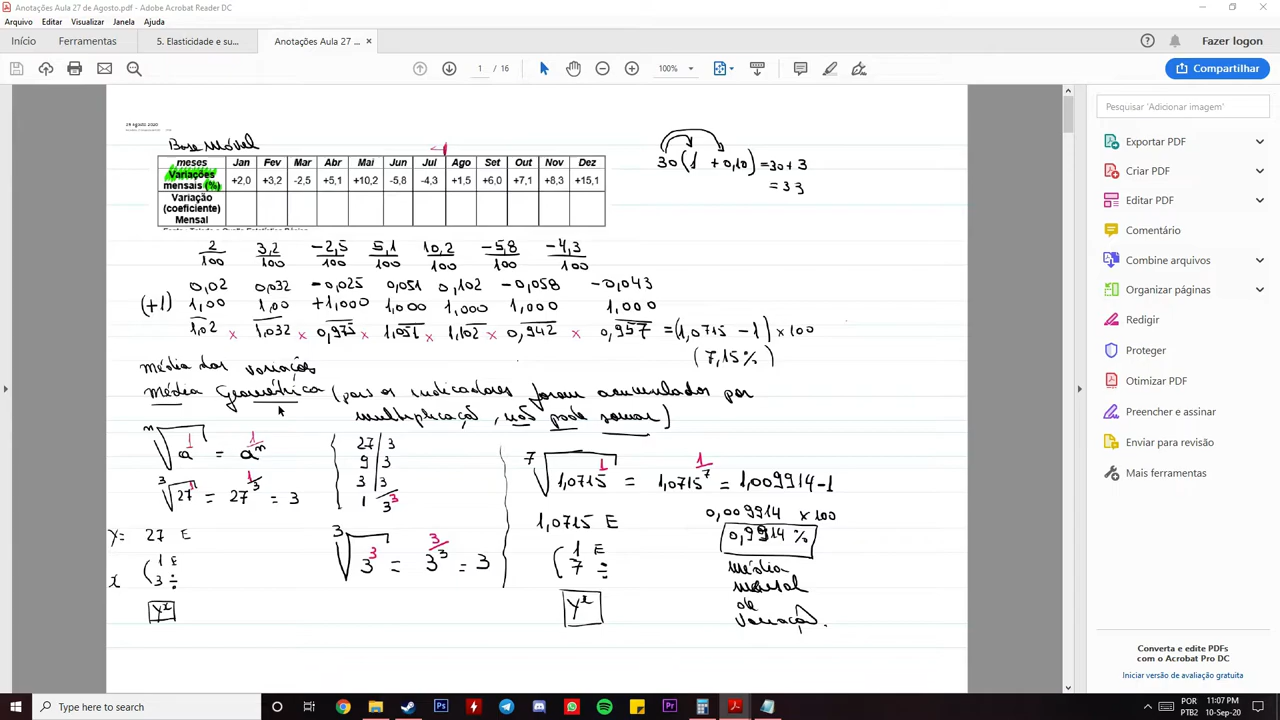 Anotações Aula 27 de Agosto.pdf - Adobe Acrobat Reader DC
Arquivo Editar Visualizar Janela Ajuda
Início Ferramentas 5. Elasticidade e su... Anotações Aula 27 ... × Fazer logon
1 / 16 100% Compartilhar
Base Móvel
meses Jan Fev Mar Abr Mai Jun Jul Ago Set Out Nov Dez
Variações mensais (%) +2,0 +3,2 -2,5 +5,1 +10,2 -5,8 -4,3 +1,5 +6,0 +7,1 +8,3 +15,1
Variação
(coeficiente)
Mensal
30(1 +0,10)=30+3
=33
2/100 3,2/100 -2,5/100 5,1/100 10,2/100 -5,8/100 -4,3/100
0,02 0,032 -0,025 0,051 0,102 -0,058 -0,043
(+1) 1,00 1,00 +1,000 1,000 1,000 1,000 1,000
1,02 x 1,032 x 0,975 x 1,051 x 1,102 x 0,942 x 0,957 =(1,0715 -1)x100
(7,15%)
média das variações
média Geométrica (pois os indicadores foram acumulados por
multiplicação, não pode somar)
ⁿ√a¹ = a^1/n
³√27¹ = 27^1/3 = 3
Y= 27 E
x (1 E
3 ÷
Y^x
27 | 3
9 | 3
3 | 3
1 | 3³
³√3³ = 3^3/3 = 3
⁷√1,0715¹ = 1,0715^1/7 = 1,009914-1
0,009914 x100
0,9914 %
1,0715 E
(1 E
7 ÷
Y^x
média
mensal
de
variação.
Pesquisar 'Adicionar imagem'
Exportar PDF
Criar PDF
Editar PDF
Comentário
Combine arquivos
Organizar páginas
Redigir
Proteger
Otimizar PDF
Preencher e assinar
Enviar para revisão
Mais ferramentas
Converta e edite PDFs
com o Acrobat Pro DC
Iniciar versão de avaliação gratuita
Type here to search
POR
PTB2
11:07 PM
10-Sep-20